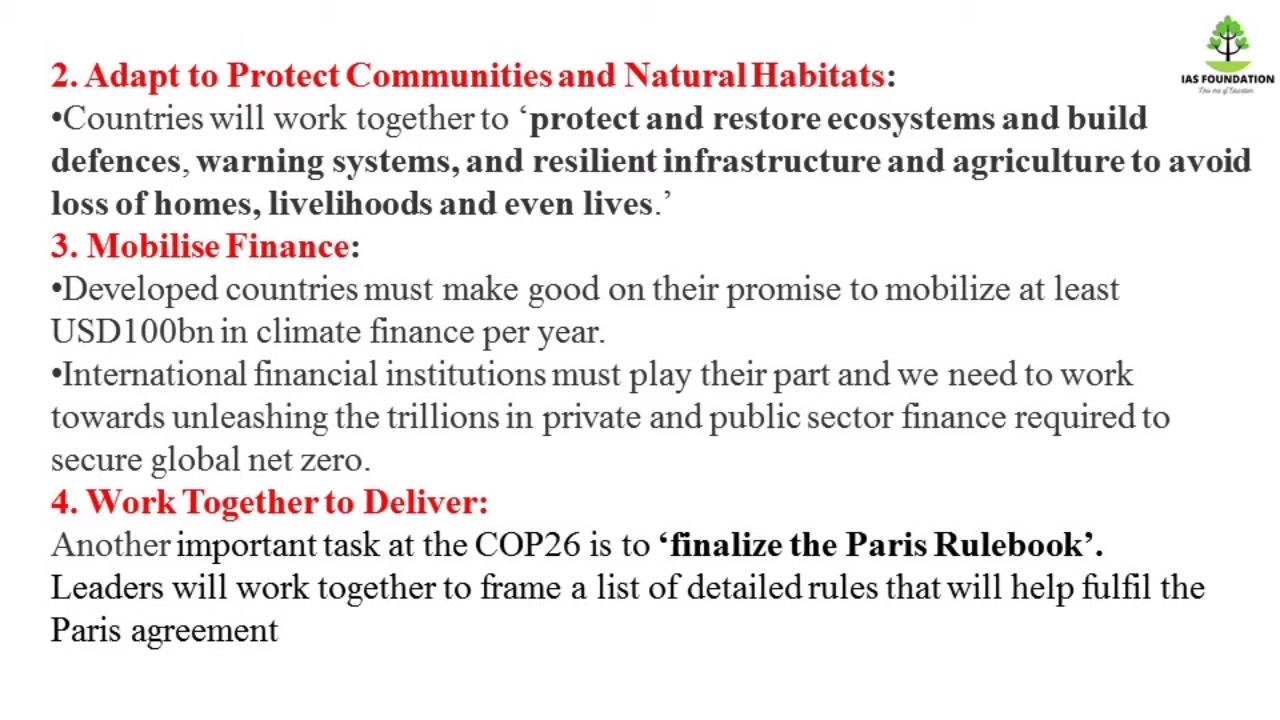 IAS FOUNDATION
2. Adapt to Protect Communities and Natural Habitats:
•Countries will work together to ‘protect and restore ecosystems and build
defences, warning systems, and resilient infrastructure and agriculture to avoid
loss of homes, livelihoods and even lives.’
3. Mobilise Finance:
•Developed countries must make good on their promise to mobilize at least
USD100bn in climate finance per year.
•International financial institutions must play their part and we need to work
towards unleashing the trillions in private and public sector finance required to
secure global net zero.
4. Work Together to Deliver:
Another important task at the COP26 is to ‘finalize the Paris Rulebook’.
Leaders will work together to frame a list of detailed rules that will help fulfil the
Paris agreement